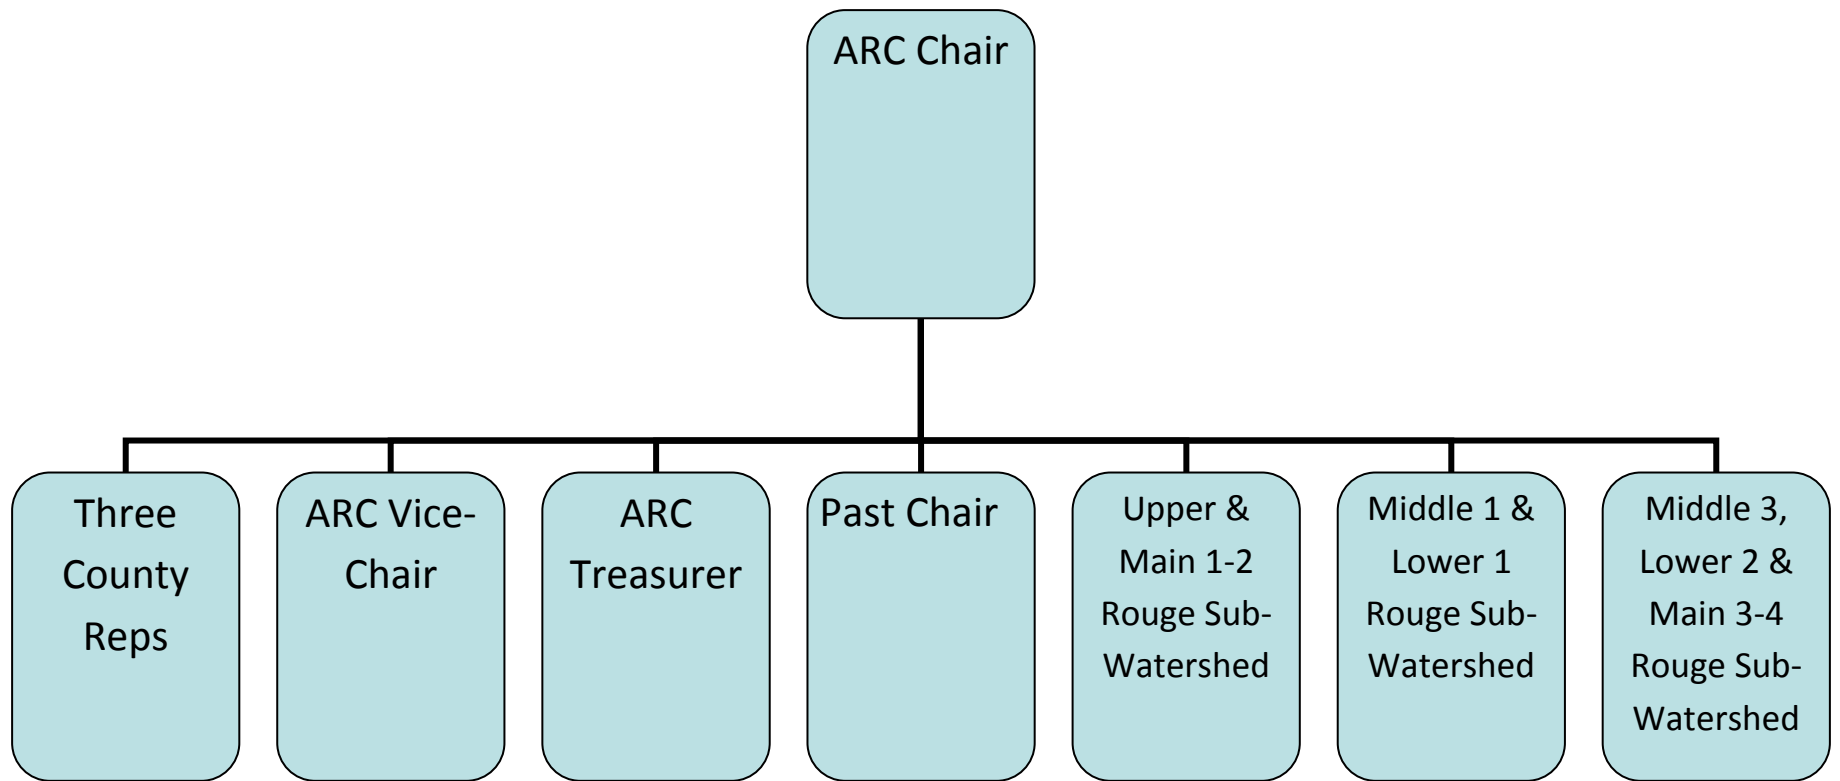 ARC Chair
Three
County
Reps
ARC Vice-
Chair
ARC
Treasurer
Past Chair
Upper &
Main 1-2
Rouge Sub-
Watershed
Middle 1 &
Lower 1
Rouge Sub-
Watershed
Middle 3,
Lower 2 &
Main 3-4
Rouge Sub-
Watershed